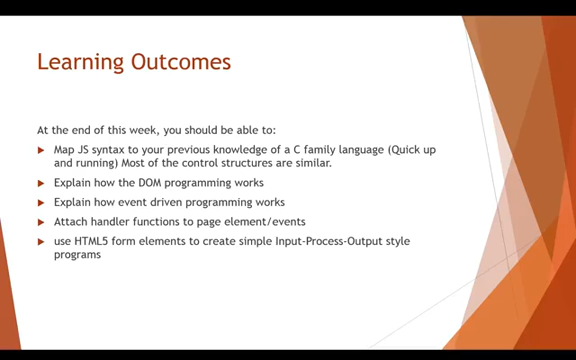 Learning Outcomes
At the end of this week, you should be able to:
Map JS syntax to your previous knowledge of a C family language (Quick up
and running) Most of the control structures are similar.
Explain how the DOM programming works
Explain how event driven programming works
Attach handler functions to page element/events
use HTML5 form elements to create simple Input-Process-Output style
programs